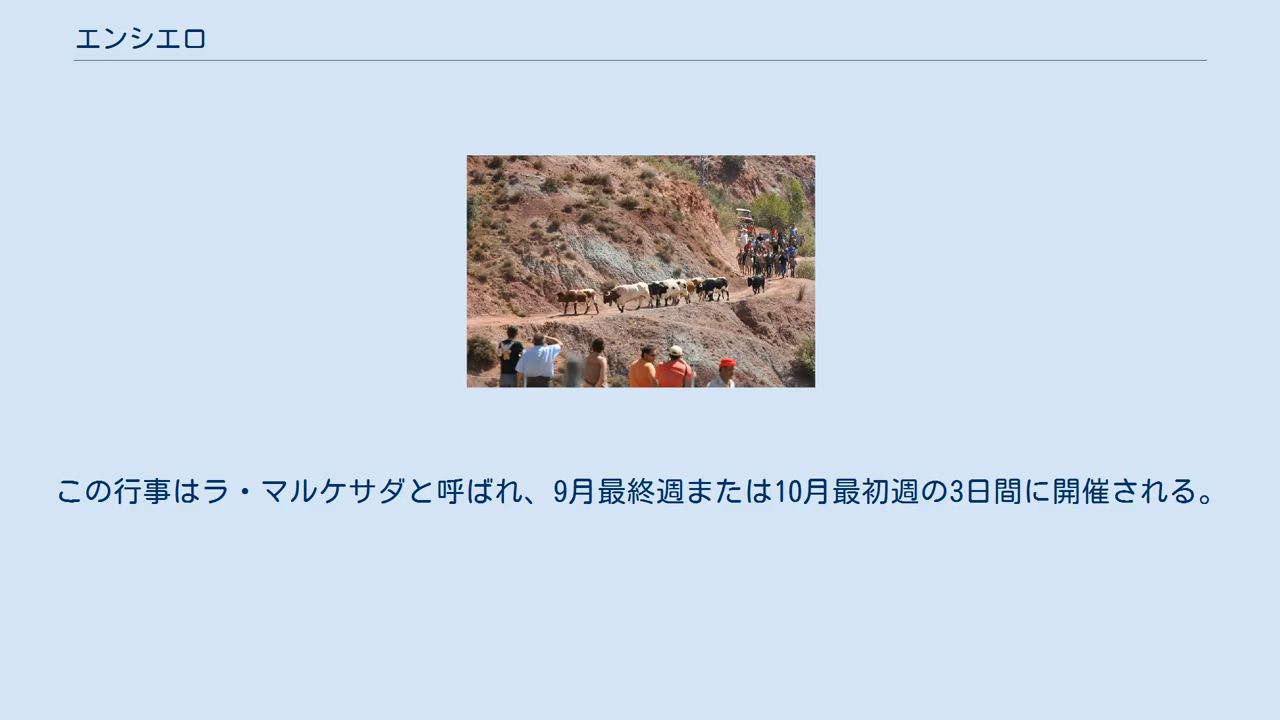 エンシエロ
この行事はラ・マルケサダと呼ばれ、9月最終週または10月最初週の3日間に開催される。